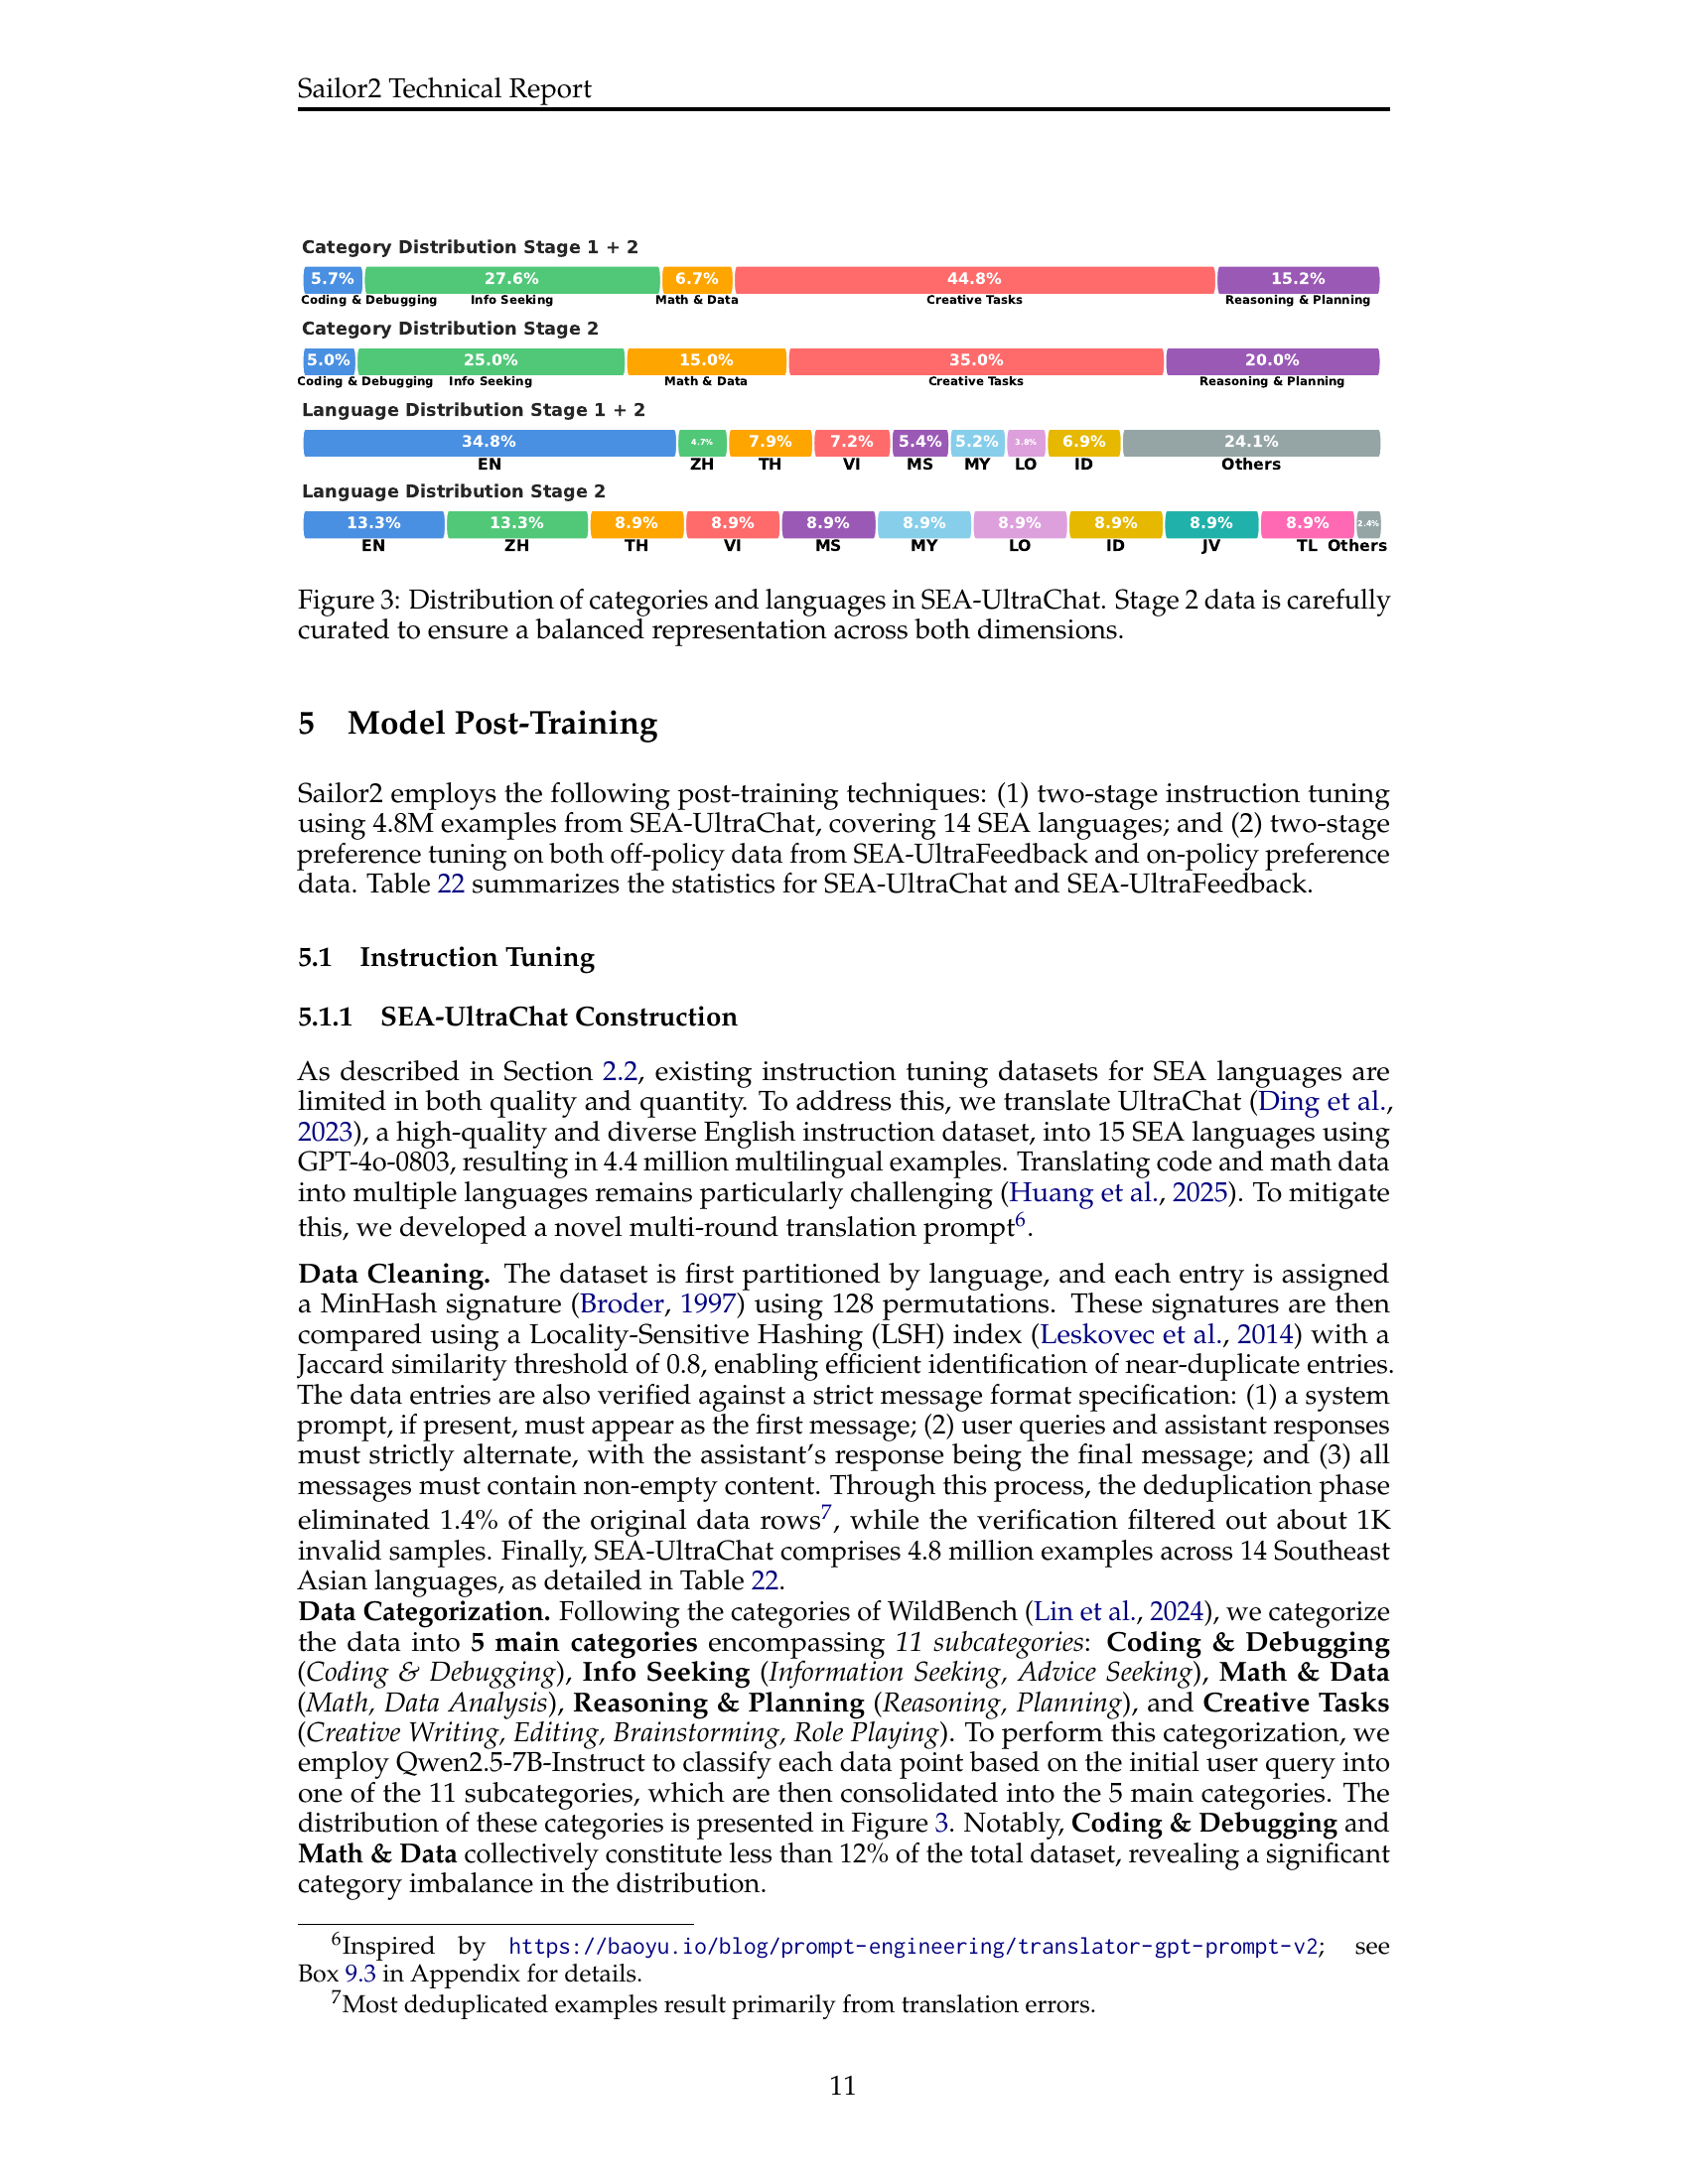 Sailor2 Technical Report
Category Distribution Stage 1 + 2
5.7% 27.6% 6.7% 44.8% 15.2%
Coding & Debugging Info Seeking Math & Data Creative Tasks Reasoning & Planning
Category Distribution Stage 2
5.0% 25.0% 15.0% 35.0% 20.0%
Coding & Debugging Info Seeking Math & Data Creative Tasks Reasoning & Planning
Language Distribution Stage 1 + 2
34.8% 4.7% 7.9% 7.2% 5.4% 5.2% 3.8% 6.9% 24.1%
EN ZH TH VI MS MY LO ID Others
Language Distribution Stage 2
13.3% 13.3% 8.9% 8.9% 8.9% 8.9% 8.9% 8.9% 8.9% 8.9% 2.4%
EN ZH TH VI MS MY LO ID JV TL Others
Figure 3: Distribution of categories and languages in SEA-UltraChat. Stage 2 data is carefully
curated to ensure a balanced representation across both dimensions.
5 Model Post-Training
Sailor2 employs the following post-training techniques: (1) two-stage instruction tuning
using 4.8M examples from SEA-UltraChat, covering 14 SEA languages; and (2) two-stage
preference tuning on both off-policy data from SEA-UltraFeedback and on-policy preference
data. Table 22 summarizes the statistics for SEA-UltraChat and SEA-UltraFeedback.
5.1 Instruction Tuning
5.1.1 SEA-UltraChat Construction
As described in Section 2.2, existing instruction tuning datasets for SEA languages are
limited in both quality and quantity. To address this, we translate UltraChat (Ding et al.,
2023), a high-quality and diverse English instruction dataset, into 15 SEA languages using
GPT-4o-0803, resulting in 4.4 million multilingual examples. Translating code and math data
into multiple languages remains particularly challenging (Huang et al., 2025). To mitigate
this, we developed a novel multi-round translation prompt6.
Data Cleaning. The dataset is first partitioned by language, and each entry is assigned
a MinHash signature (Broder, 1997) using 128 permutations. These signatures are then
compared using a Locality-Sensitive Hashing (LSH) index (Leskovec et al., 2014) with a
Jaccard similarity threshold of 0.8, enabling efficient identification of near-duplicate entries.
The data entries are also verified against a strict message format specification: (1) a system
prompt, if present, must appear as the first message; (2) user queries and assistant responses
must strictly alternate, with the assistant's response being the final message; and (3) all
messages must contain non-empty content. Through this process, the deduplication phase
eliminated 1.4% of the original data rows7, while the verification filtered out about 1K
invalid samples. Finally, SEA-UltraChat comprises 4.8 million examples across 14 Southeast
Asian languages, as detailed in Table 22.
Data Categorization. Following the categories of WildBench (Lin et al., 2024), we categorize
the data into 5 main categories encompassing 11 subcategories: Coding & Debugging
(Coding & Debugging), Info Seeking (Information Seeking, Advice Seeking), Math & Data
(Math, Data Analysis), Reasoning & Planning (Reasoning, Planning), and Creative Tasks
(Creative Writing, Editing, Brainstorming, Role Playing). To perform this categorization, we
employ Qwen2.5-7B-Instruct to classify each data point based on the initial user query into
one of the 11 subcategories, which are then consolidated into the 5 main categories. The
distribution of these categories is presented in Figure 3. Notably, Coding & Debugging and
Math & Data collectively constitute less than 12% of the total dataset, revealing a significant
category imbalance in the distribution.
6Inspired by https://baoyu.io/blog/prompt-engineering/translator-gpt-prompt-v2; see
Box 9.3 in Appendix for details.
7Most deduplicated examples result primarily from translation errors.
11